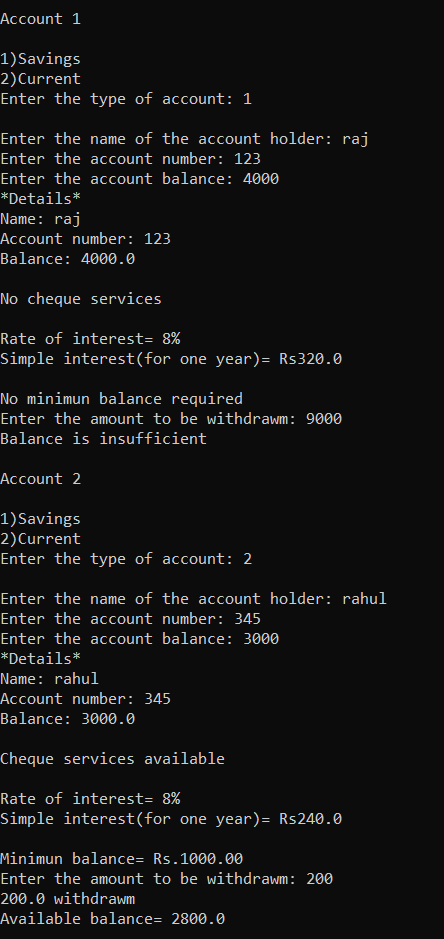 Account 1
1)Savings
2)Current
Enter the type of account: 1
Enter the name of the account holder: raj
Enter the account number: 123
Enter the account balance: 4000
*Details*
Name: raj
Account number: 123
Balance: 4000.0
No cheque services
Rate of interest= 8%
Simple interest(for one year)= Rs320.0
No minimun balance required
Enter the amount to be withdrawm: 9000
Balance is insufficient
Account 2
1)Savings
2)Current
Enter the type of account: 2
Enter the name of the account holder: rahul
Enter the account number: 345
Enter the account balance: 3000
*Details*
Name: rahul
Account number: 345
Balance: 3000.0
Cheque services available
Rate of interest= 8%
Simple interest(for one year)= Rs240.0
Minimun balance= Rs.1000.00
Enter the amount to be withdrawm: 200
200.0 withdrawm
Available balance= 2800.0